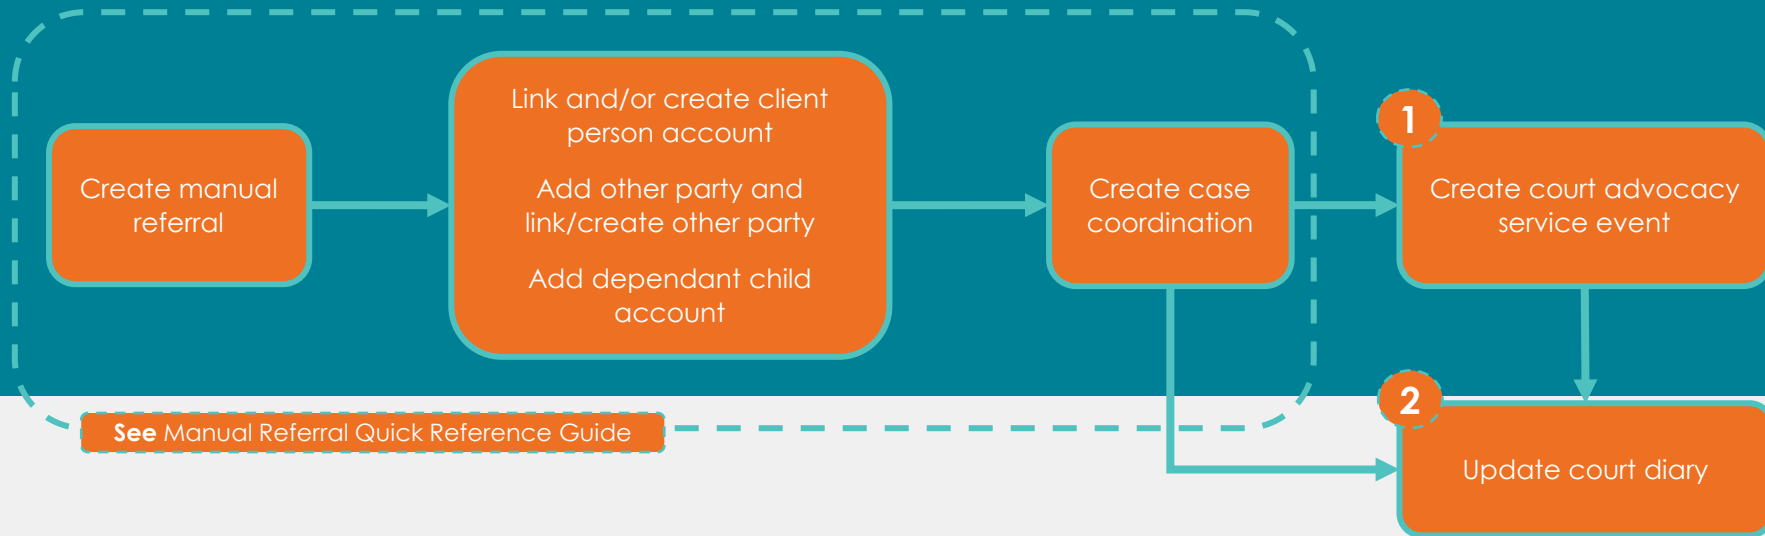 Create manual
referral
Link and/or create client
person account
Add other party and
link/create other party
Add dependant child
account
Create case
coordination
1
Create court advocacy
service event
2
Update court diary
See Manual Referral Quick Reference Guide